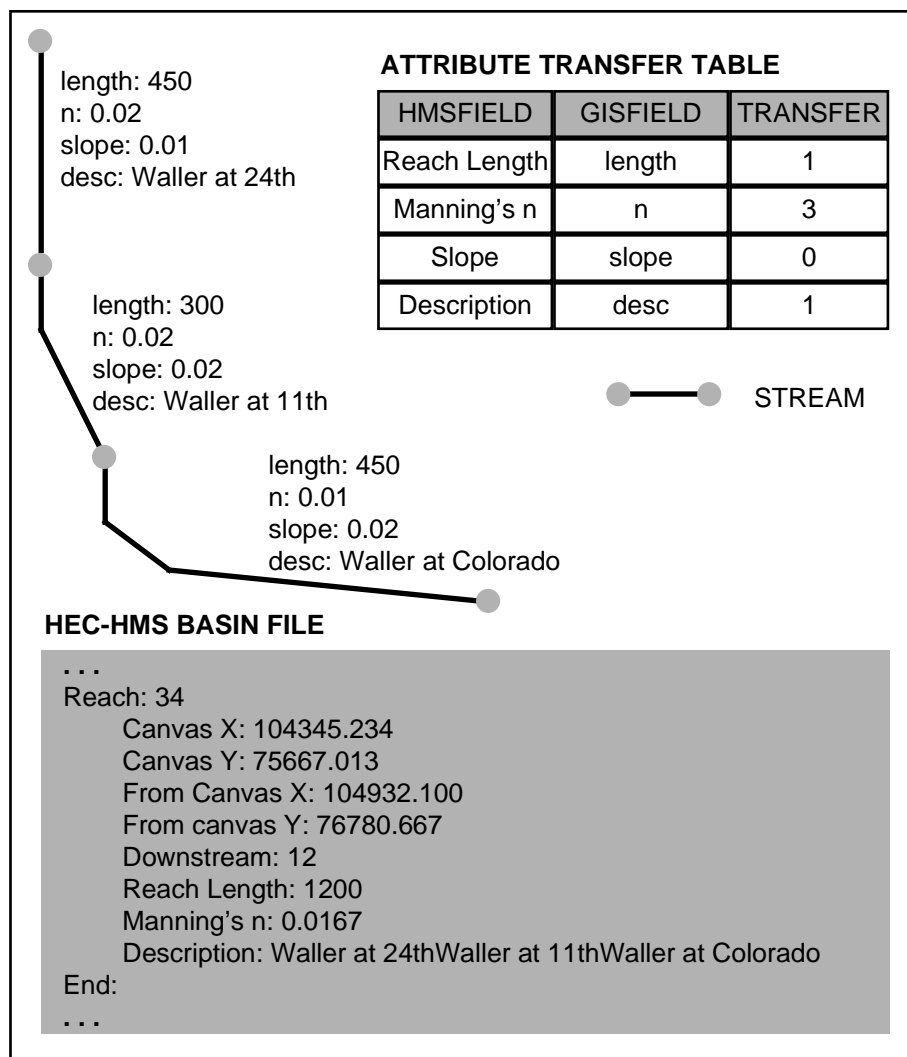 length: 450
n: 0.02
slope: 0.01
desc: Waller at 24th
ATTRIBUTE TRANSFER TABLE
HMSFIELD GISFIELD TRANSFER
Reach Length length 1
Manning’s n n 3
Slope slope 0
Description desc 1
length: 300
n: 0.02
slope: 0.02
desc: Waller at 11th
STREAM
length: 450
n: 0.01
slope: 0.02
desc: Waller at Colorado
HEC-HMS BASIN FILE
. . .
Reach: 34
Canvas X: 104345.234
Canvas Y: 75667.013
From Canvas X: 104932.100
From canvas Y: 76780.667
Downstream: 12
Reach Length: 1200
Manning’s n: 0.0167
Description: Waller at 24thWaller at 11thWaller at Colorado
End:
. . .